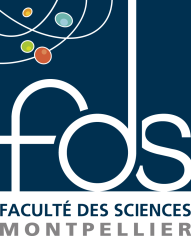 fds
FACULTÉ DES SCIENCES
MONTPELLIER